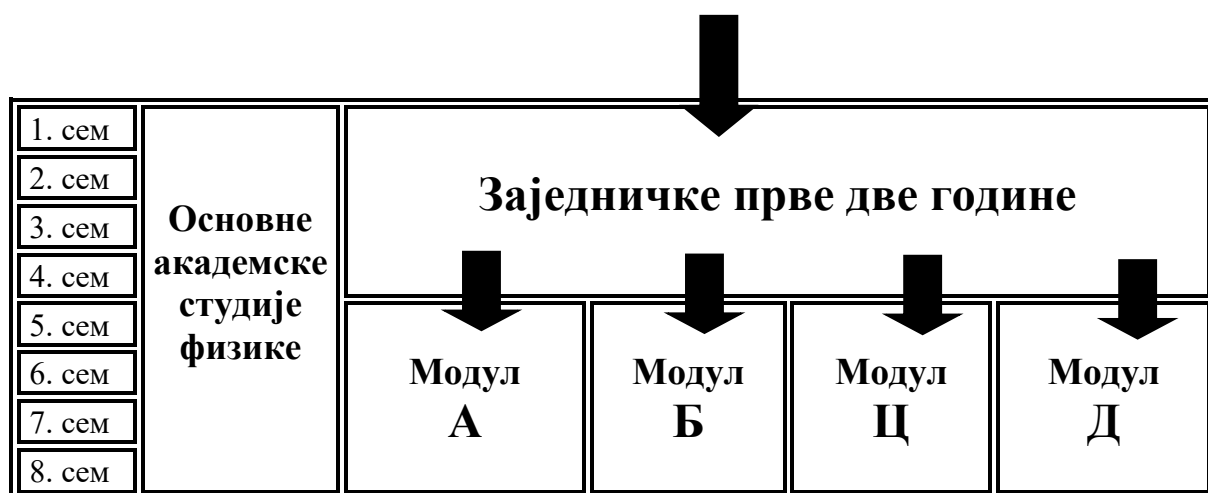 1. сем
2. сем
3. сем
4. сем
5. сем
6. сем
7. сем
8. сем
Основне
академске
студије
физике
Заједничке прве две године
Модул
А
Модул
Б
Модул
Ц
Модул
Д